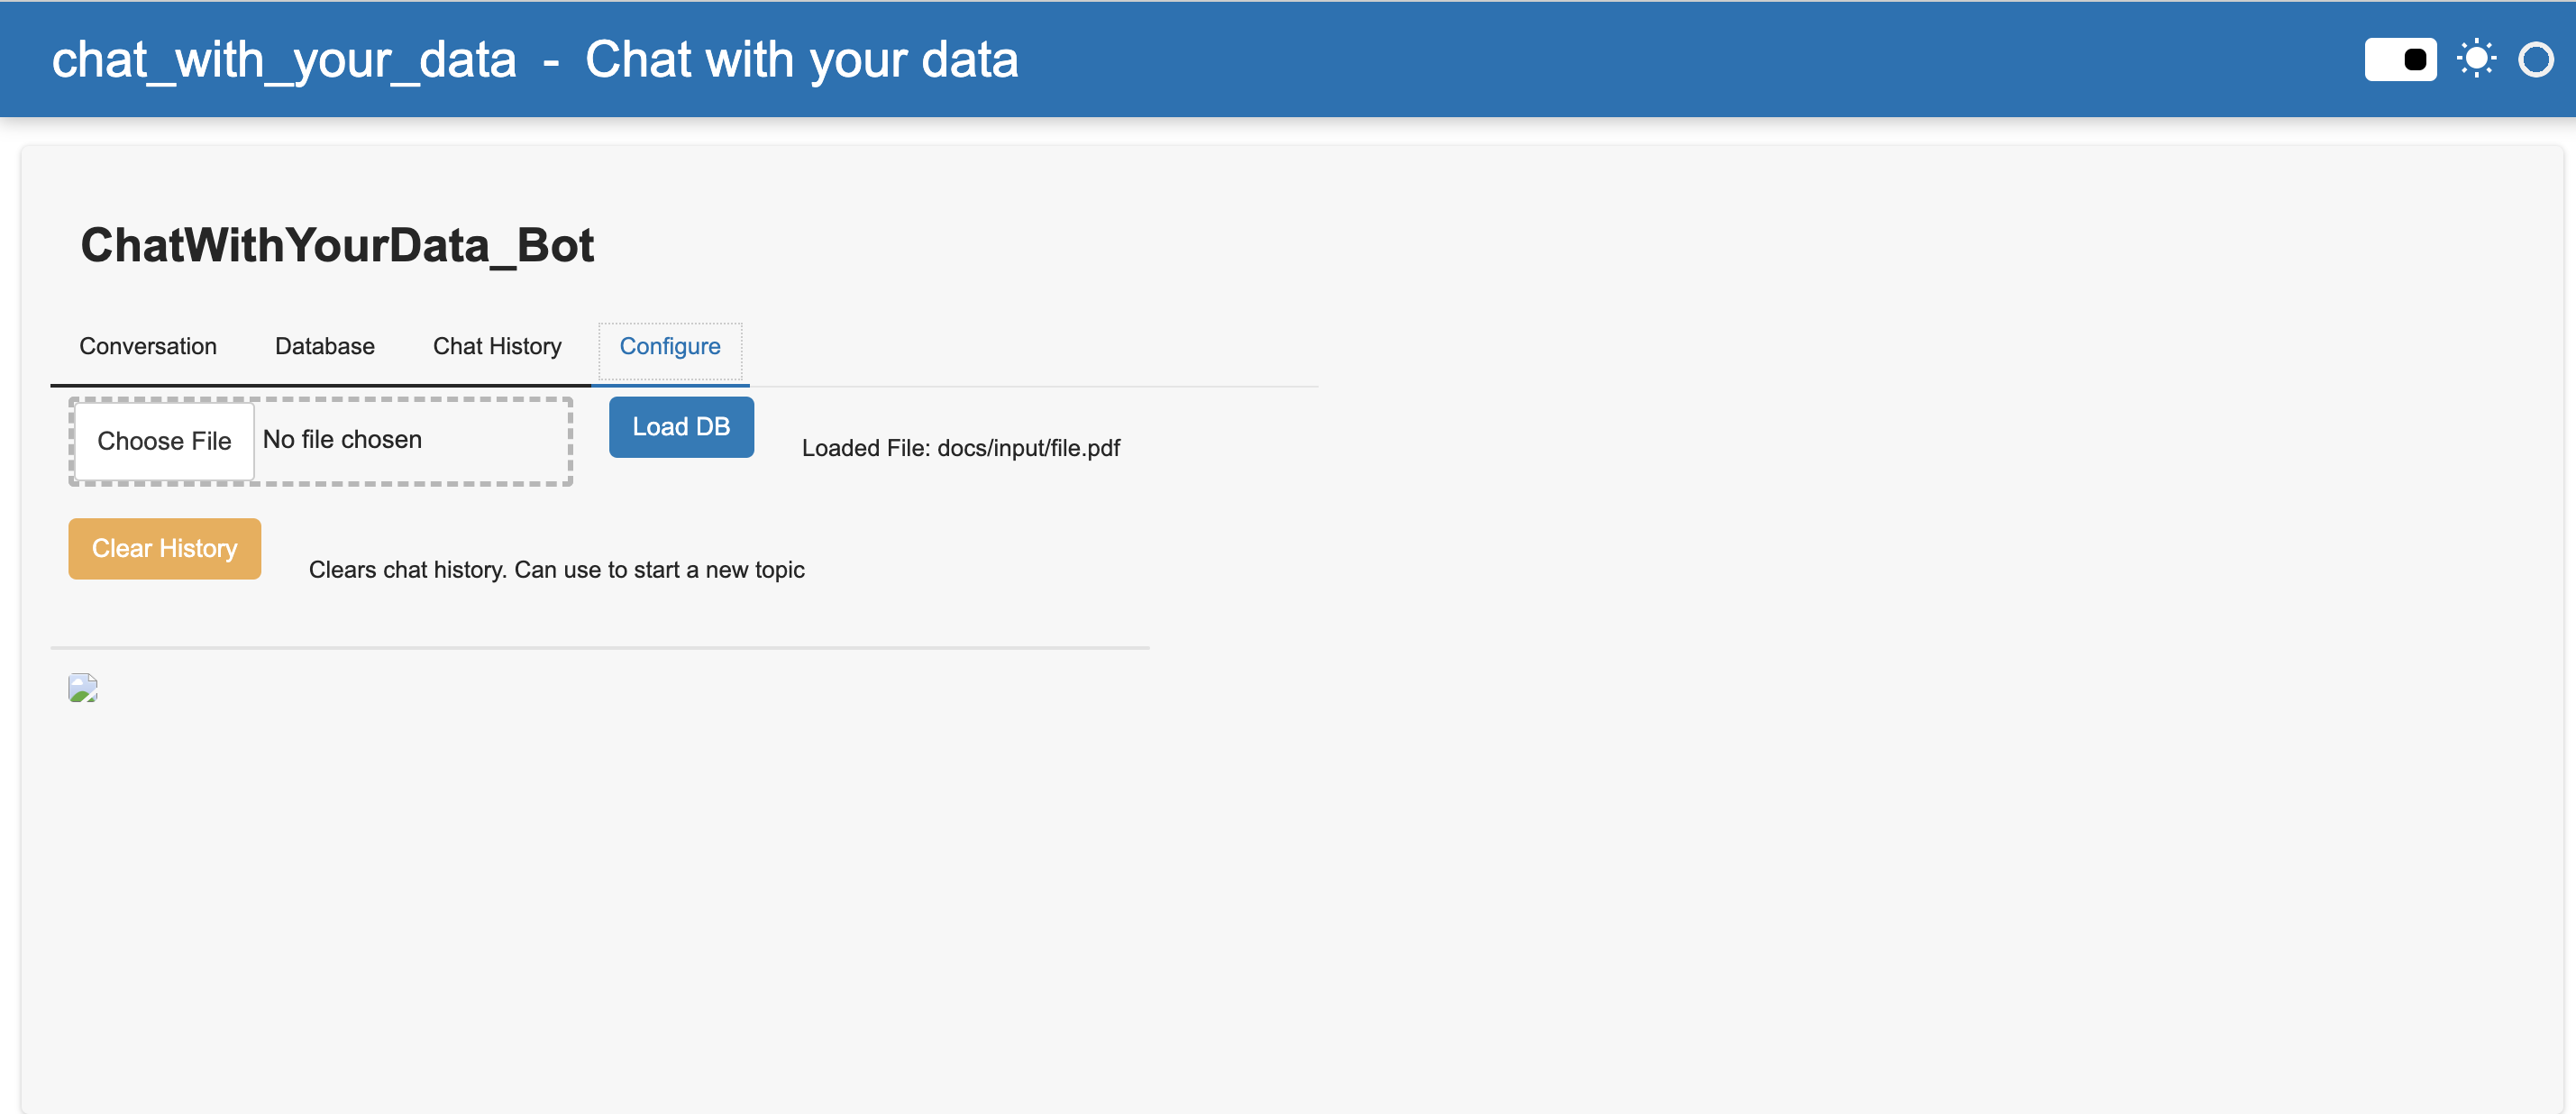 chat_with_your_data - Chat with your data
ChatWithYourData_Bot
Conversation Database Chat History Configure
Choose File No file chosen Load DB Loaded File: docs/input/file.pdf
Clear History Clears chat history. Can use to start a new topic